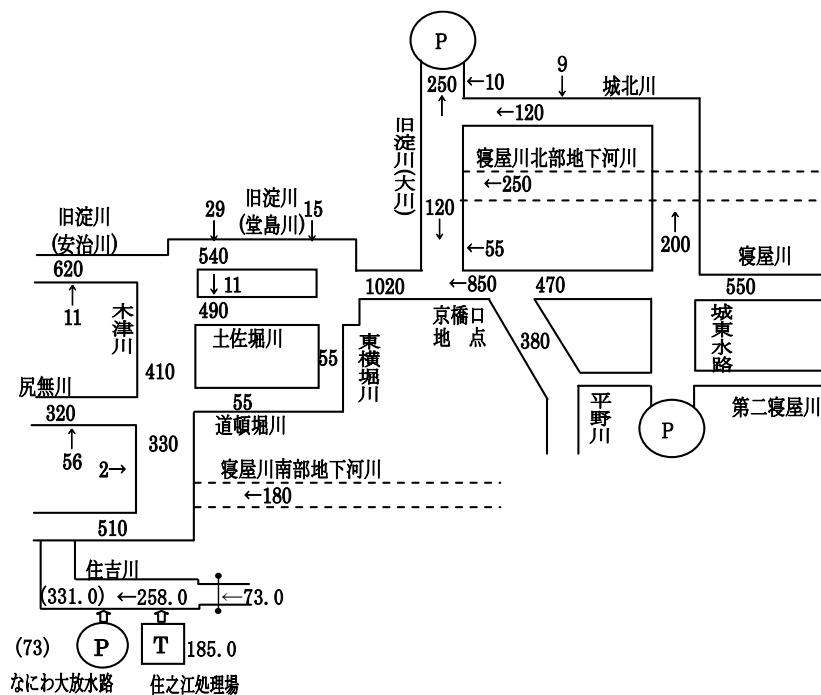 P
9
250
←10
城北川
←120
旧淀川(大川)
寝屋川北部地下河川
←250
旧淀川
(安治川)
29
旧淀川
(堂島川)
15
120
←55
200
寝屋川
620
540
11
1020
←850
470
550
11
木津川
490
土佐堀川
京橋口
地 点
城東水路
380
410
55
東横堀川
尻無川
320
55
道頓堀川
平野川
P
第二寝屋川
56
330
2→
寝屋川南部地下河川
←180
510
住吉川
(331.0)
←258.0
←73.0
(73)
P
T
185.0
なにわ大放水路
住之江処理場